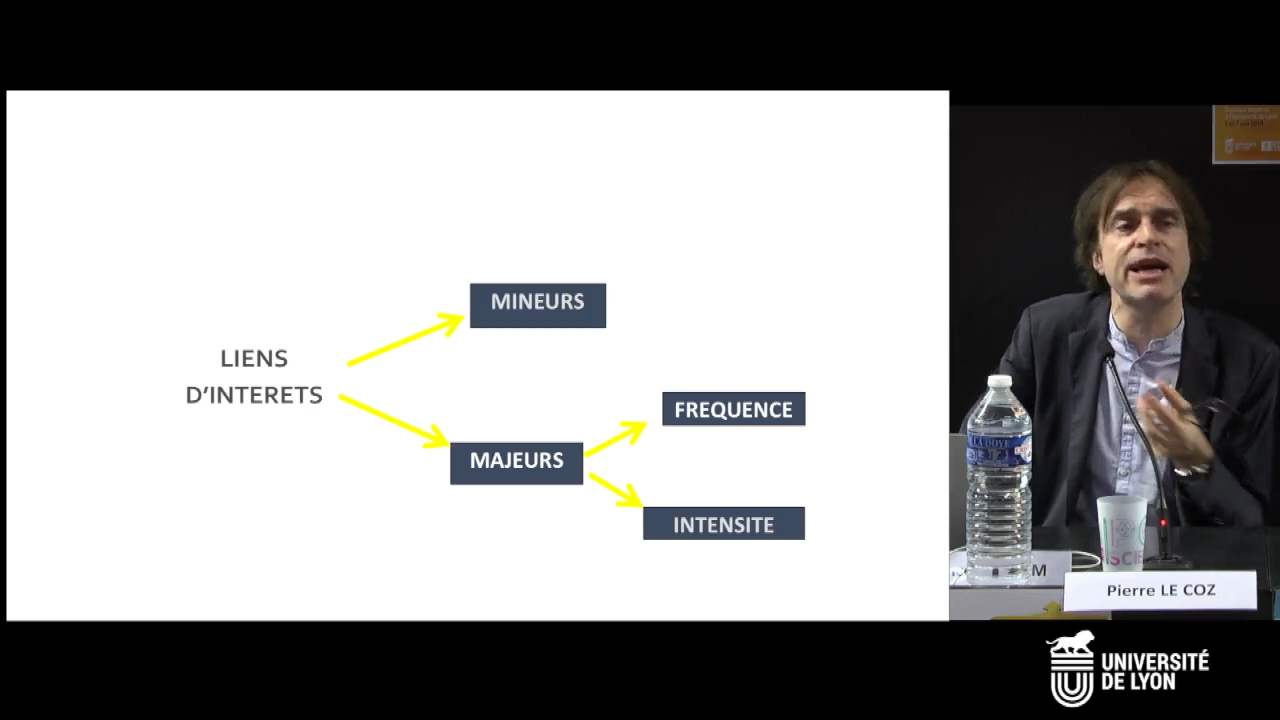 MINEURS
LIENS
D'INTERETS
FREQUENCE
MAJEURS
INTENSITE
Pierre LE COZ
UNIVERSITÉ
DE LYON